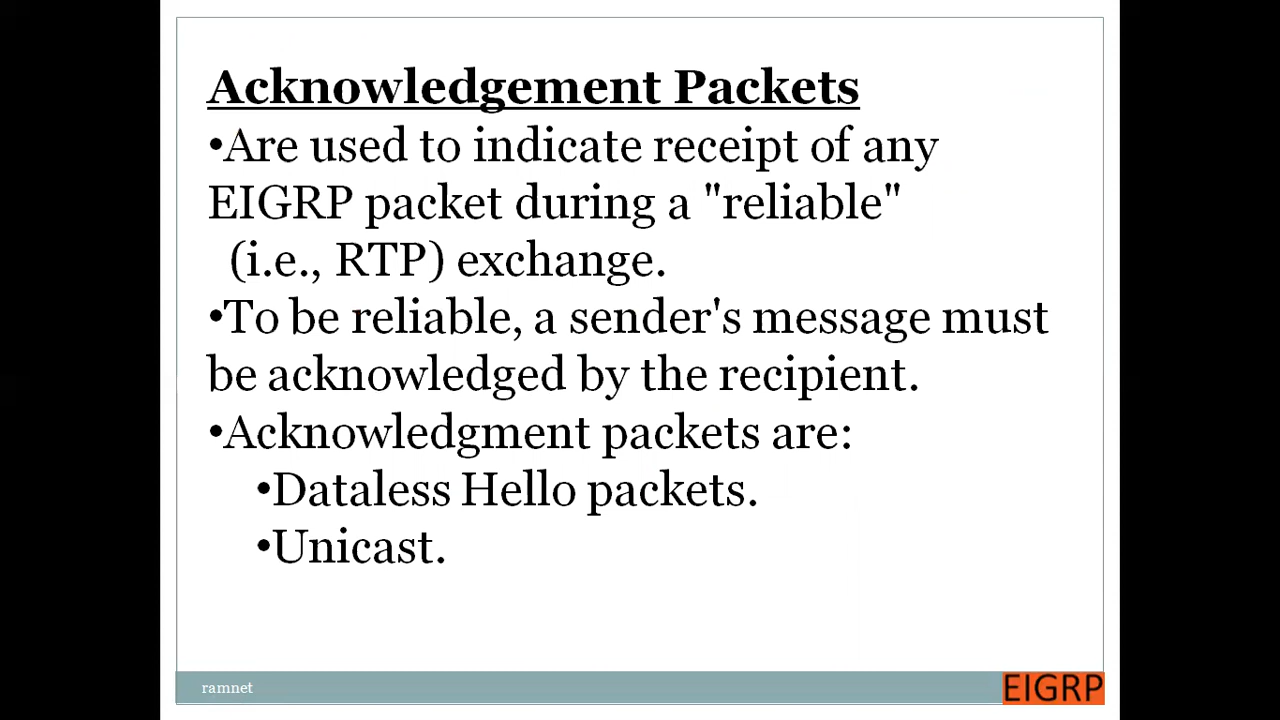 Acknowledgement Packets
•Are used to indicate receipt of any
EIGRP packet during a "reliable"
(i.e., RTP) exchange.
•To be reliable, a sender's message must
be acknowledged by the recipient.
•Acknowledgment packets are:
•Dataless Hello packets.
•Unicast.
ramnet
EIGRP